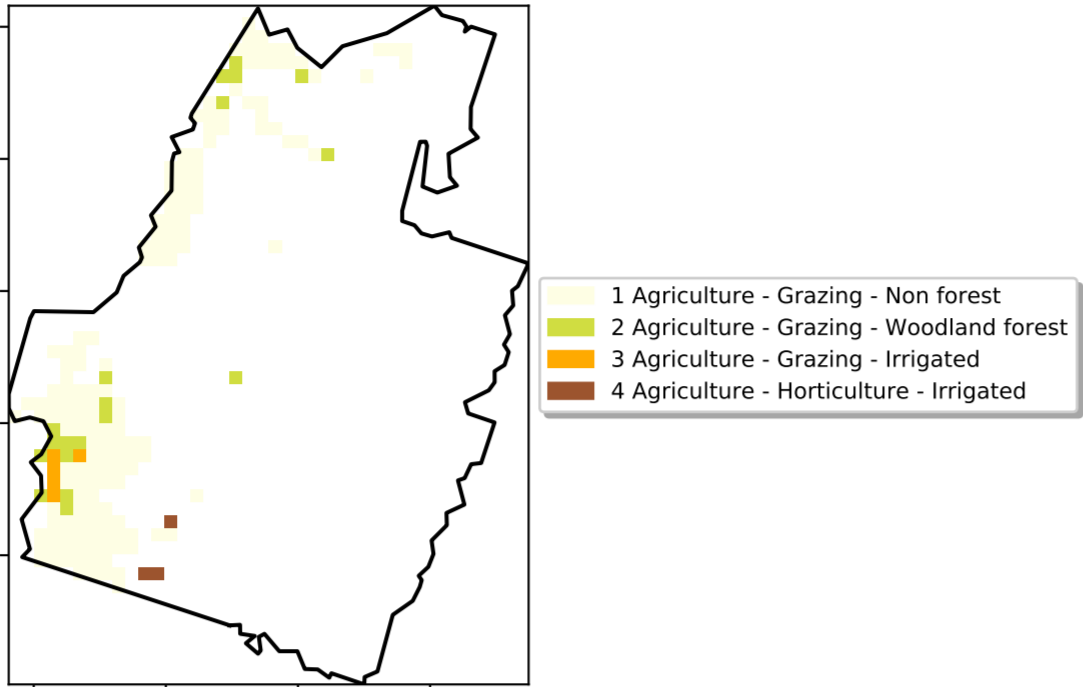 1 Agriculture - Grazing - Non forest
2 Agriculture - Grazing - Woodland forest
3 Agriculture - Grazing - Irrigated
4 Agriculture - Horticulture - Irrigated